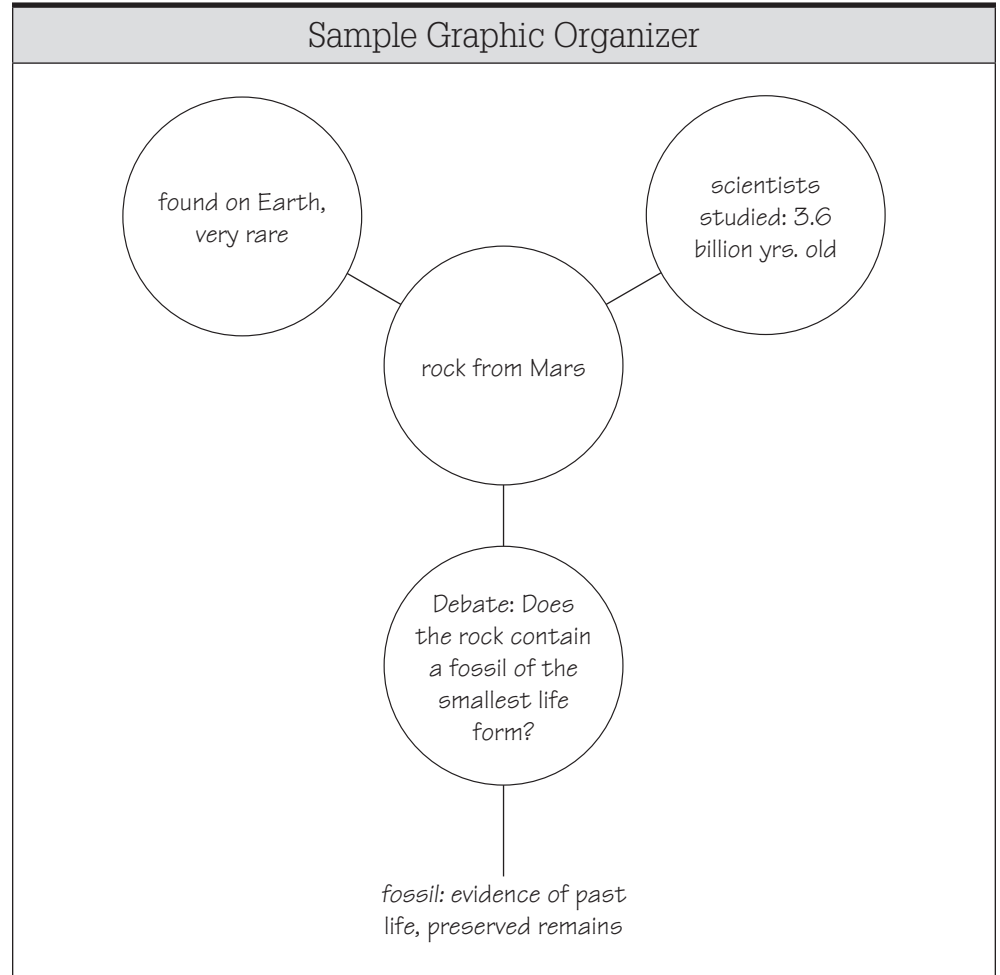 Sample Graphic Organizer
found on Earth,
very rare
scientists
studied: 3.6
billion yrs. old
rock from Mars
Debate: Does
the rock contain
a fossil of the
smallest life
form?
fossil: evidence of past
life, preserved remains